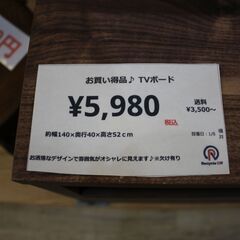 お買い得品♪ TVボード
¥5,980
税込
送料
¥3,500～
約幅140×奥行40×高さ52cm
お洒落なデザインで雰囲気がオシャレに見えます♪※欠け有り
円